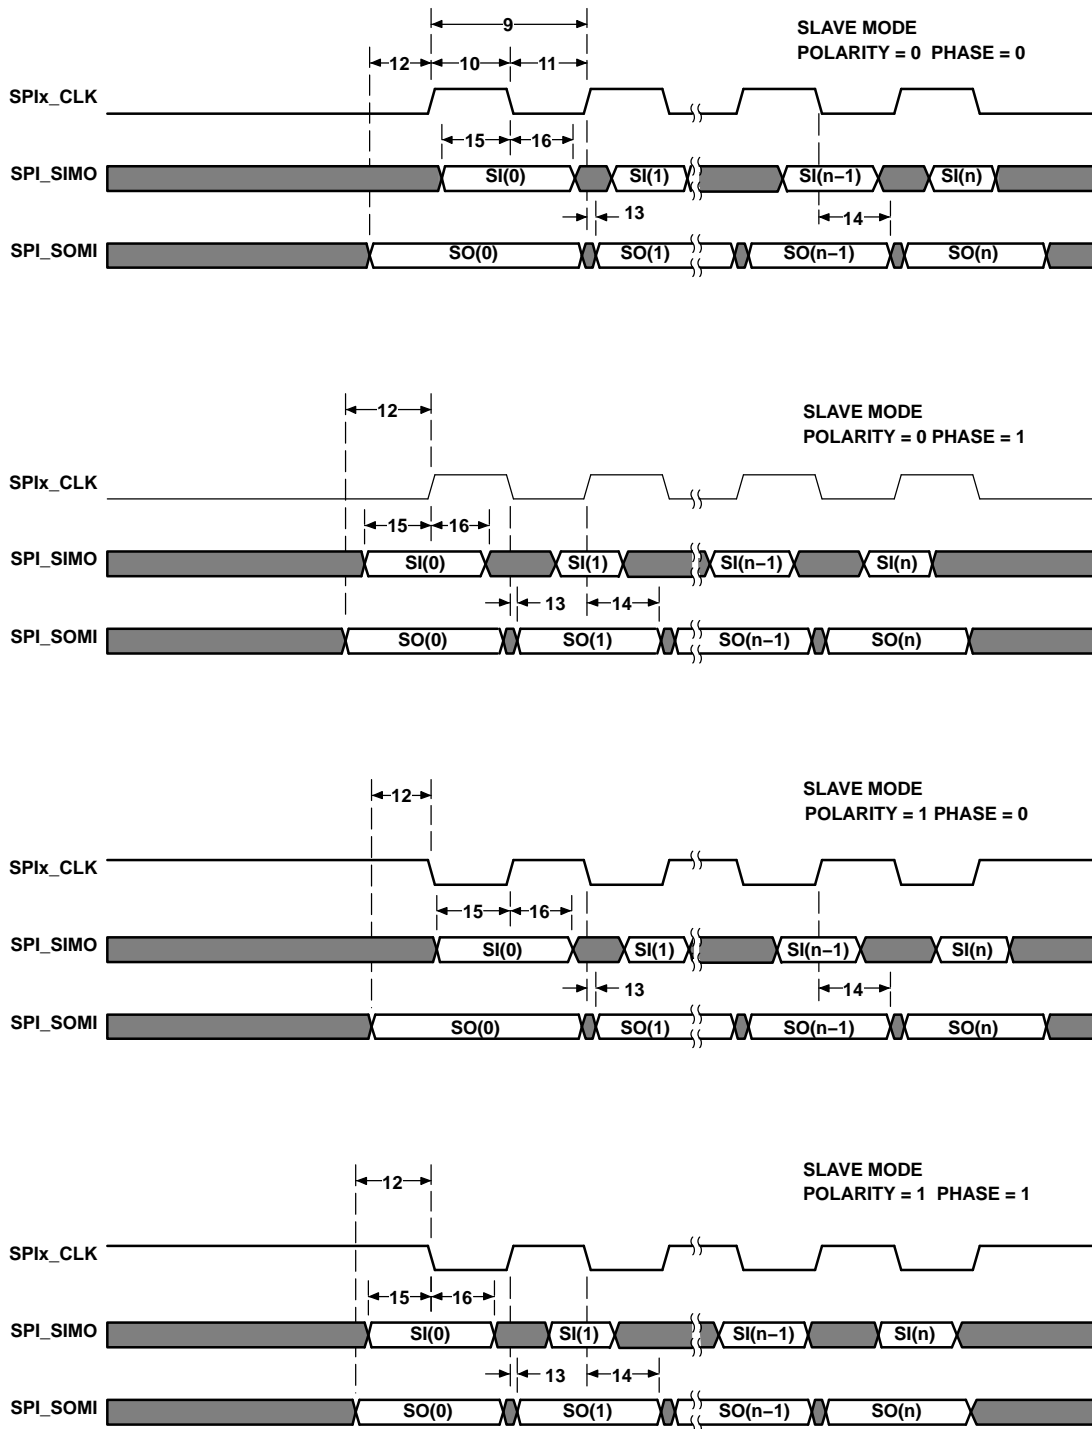 9
SLAVE MODE
POLARITY = 0 PHASE = 0
12 10 11
SPIx_CLK
15 16
SPI_SIMO SI(0) SI(1) SI(n−1) SI(n)
13 14
SPI_SOMI SO(0) SO(1) SO(n−1) SO(n)
12
SLAVE MODE
POLARITY = 0 PHASE = 1
SPIx_CLK
15 16
SPI_SIMO SI(0) SI(1) SI(n−1) SI(n)
13 14
SPI_SOMI SO(0) SO(1) SO(n−1) SO(n)
SLAVE MODE
12
POLARITY = 1 PHASE = 0
SPIx_CLK
15 16
SPI_SIMO SI(0) SI(1) SI(n−1) SI(n)
13 14
SPI_SOMI SO(0) SO(1) SO(n−1) SO(n)
SLAVE MODE
12
POLARITY = 1 PHASE = 1
SPIx_CLK
15 16
SPI_SIMO SI(0) SI(1) SI(n−1) SI(n)
13 14
SPI_SOMI SO(0) SO(1) SO(n−1) SO(n)